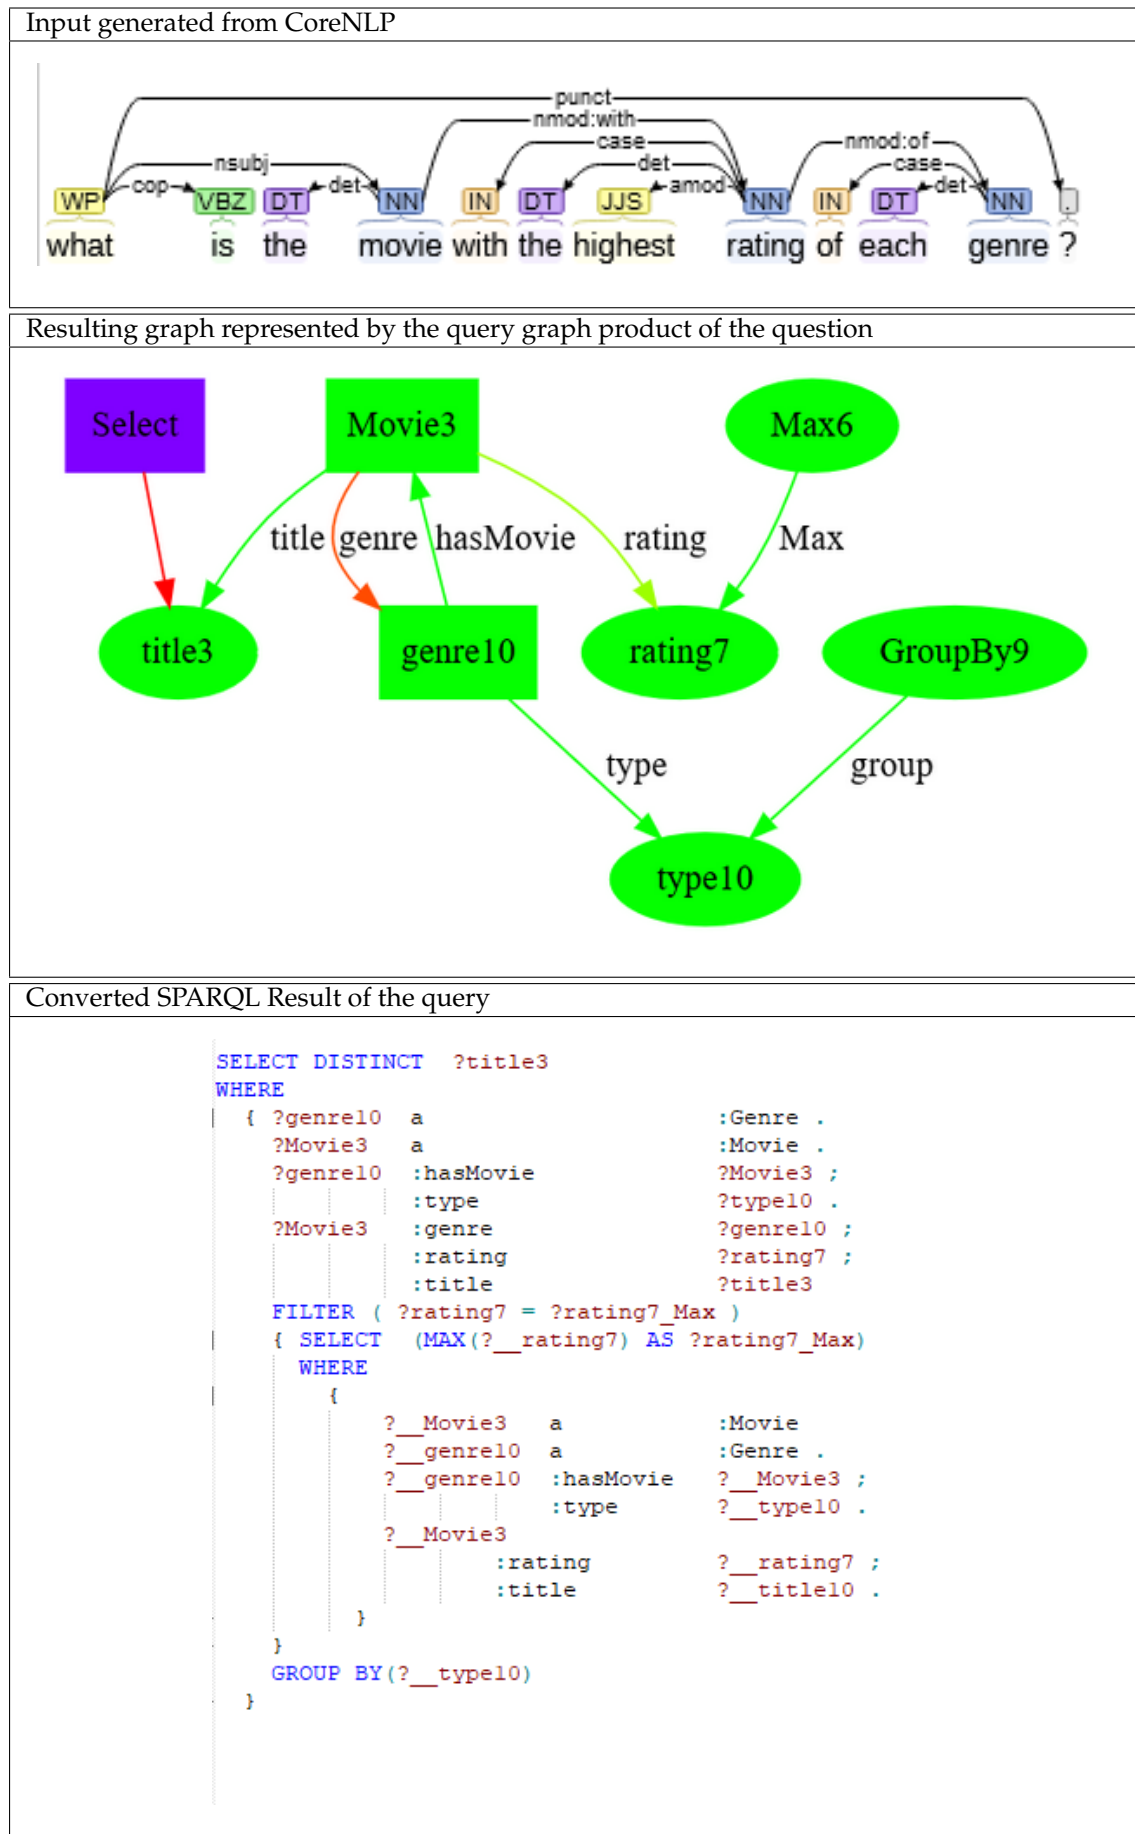 Input generated from CoreNLP
punct
nmod:with
case nmod:of
nsubj det case
cop det amod det
WP VBZ DT NN IN DT JJS NN IN DT NN .
what is the movie with the highest rating of each genre ?
Resulting graph represented by the query graph product of the question
Select Movie3 Max6
title genre hasMovie rating Max
title3 genre10 rating7 GroupBy9
type group
type10
Converted SPARQL Result of the query
SELECT DISTINCT ?title3
WHERE
{ ?genre10 a :Genre .
?Movie3 a :Movie .
?genre10 :hasMovie ?Movie3 ;
:type ?type10 .
?Movie3 :genre ?genre10 ;
:rating ?rating7 ;
:title ?title3
FILTER ( ?rating7 = ?rating7_Max )
{ SELECT (MAX(?__rating7) AS ?rating7_Max)
WHERE
{
?__Movie3 a :Movie
?__genre10 a :Genre .
?__genre10 :hasMovie ?__Movie3 ;
:type ?__type10 .
?__Movie3
:rating ?__rating7 ;
:title ?__title10 .
}
}
GROUP BY(?__type10)
}